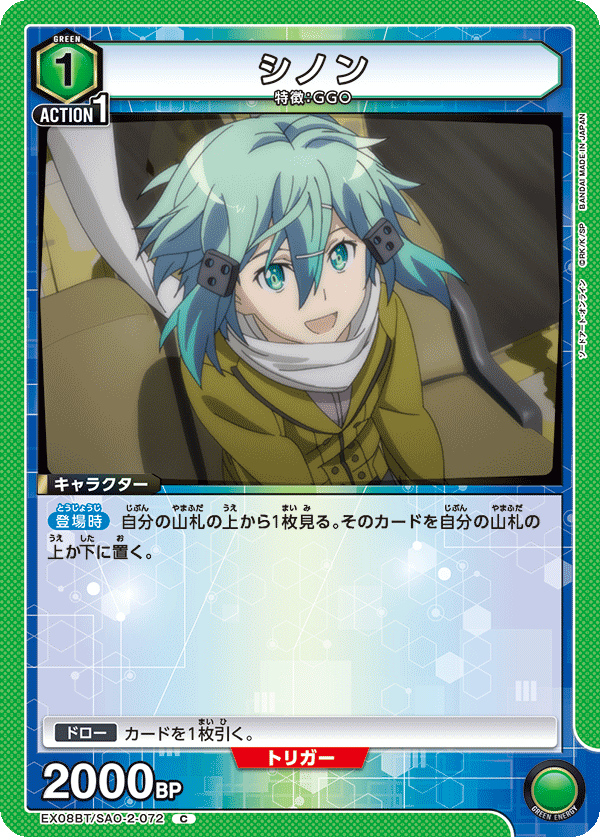 GREEN
1
ACTION 1
シノン
特徴:GGO
ソードアート・オンライン ©RK/K/SP BANDAI MADE IN JAPAN
キャラクター
登場時 自分の山札の上から1枚見る。そのカードを自分の山札の
上か下に置く。
ドロー カードを1枚引く。
トリガー
2000BP
GREEN ENERGY
EX08BT/SAO-2-072 C